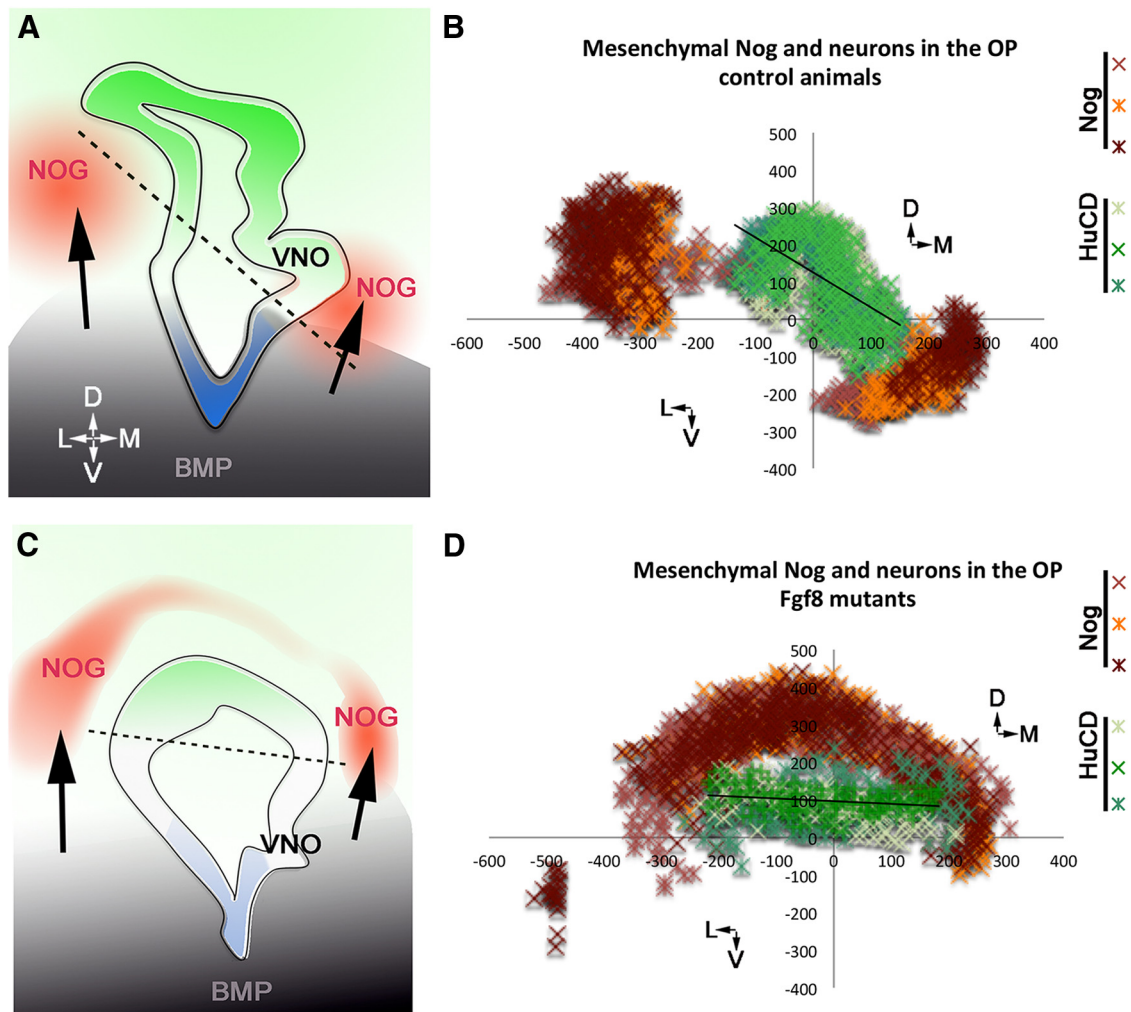 A
NOG
VNO
NOG
D
L M
V
BMP
B
Mesenchymal Nog and neurons in the OP
control animals
500
400
300
200
100
0
-600 -500 -400 -300 -200 -100 0 100 200 300 400
-100
-200
-300
-400
D
M
L
V
Nog
HuCD
C
NOG
NOG
VNO
BMP
D
Mesenchymal Nog and neurons in the OP
Fgf8 mutants
500
400
300
200
100
0
-600 -500 -400 -300 -200 -100 0 100 200 300 400
-100
-200
-300
-400
D
M
L
V
Nog
HuCD